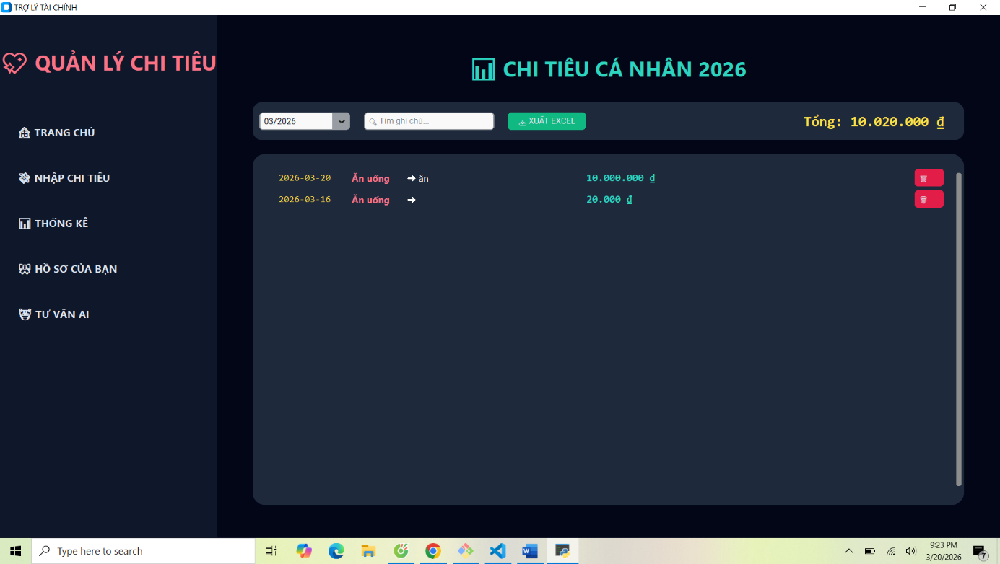 TRỢ LÝ TÀI CHÍNH
QUẢN LÝ CHI TIÊU
TRANG CHỦ
NHẬP CHI TIÊU
THỐNG KÊ
HỒ SƠ CỦA BẠN
TƯ VẤN AI
CHI TIÊU CÁ NHÂN 2026
03/2026
Tìm ghi chú...
XUẤT EXCEL
Tổng: 10.020.000 ₫
2026-03-20 Ăn uống ➜ ăn 10.000.000 ₫
2026-03-16 Ăn uống ➜ 20.000 ₫
Type here to search
9:23 PM
3/20/2026
7